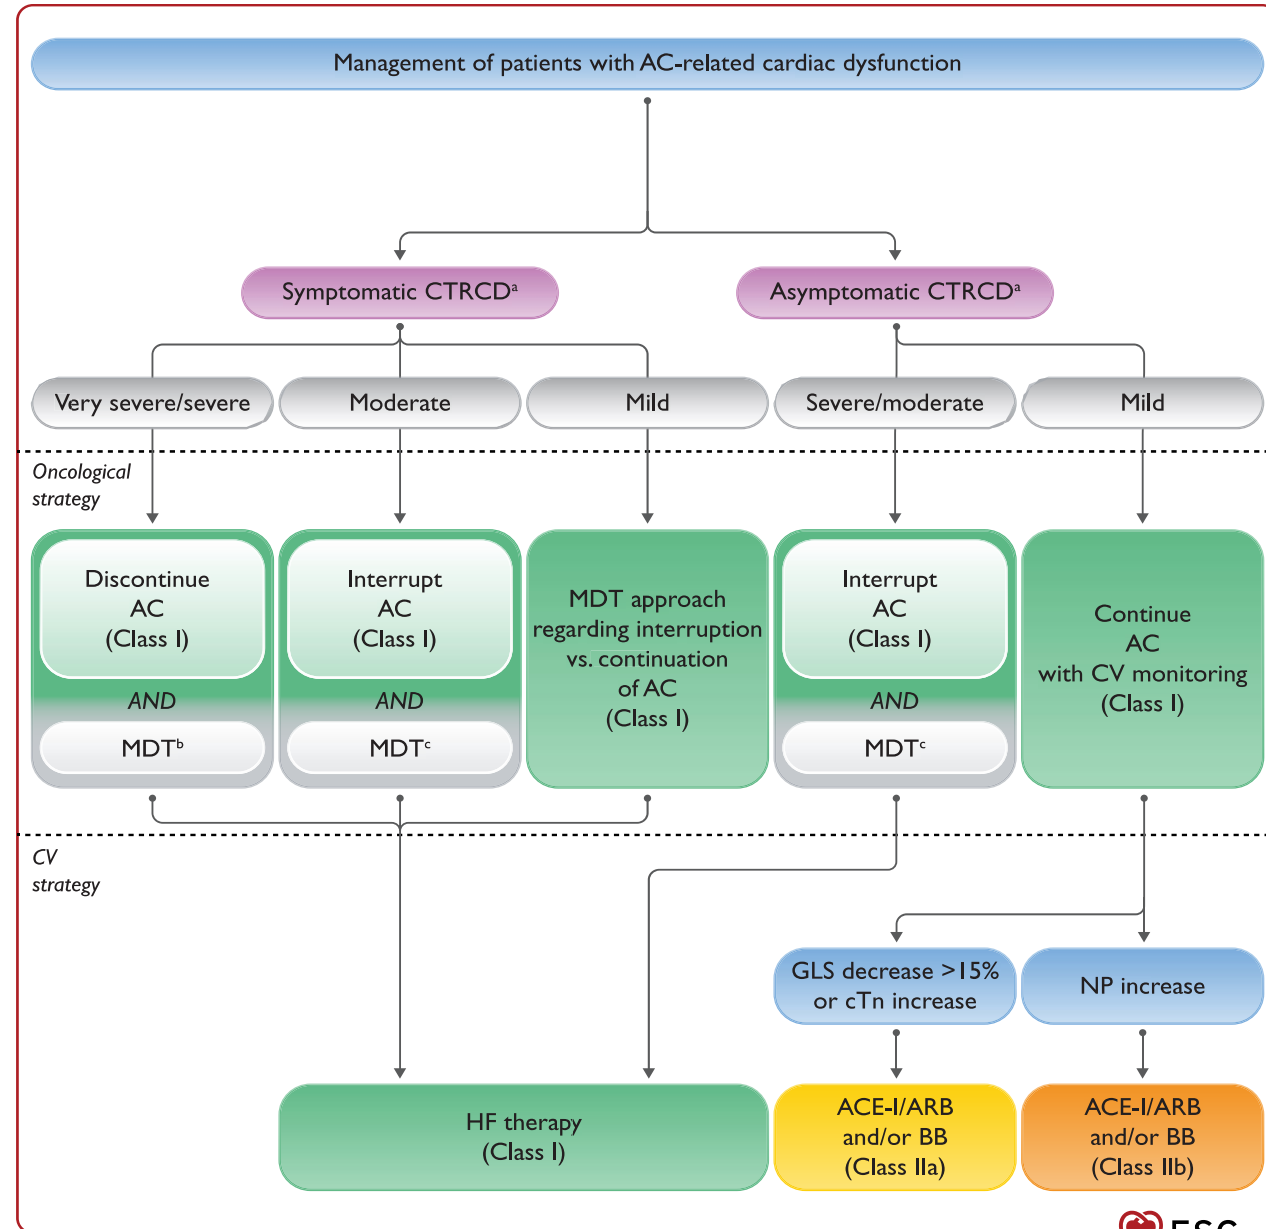 Management of patients with AC-related cardiac dysfunction
Symptomatic CTRCDᵃ
Asymptomatic CTRCDᵃ
Very severe/severe
Moderate
Mild
Severe/moderate
Mild
Oncological
strategy
Discontinue
AC
(Class I)
AND
MDTᵇ
Interrupt
AC
(Class I)
AND
MDTᶜ
MDT approach
regarding interruption
vs. continuation
of AC
(Class I)
Interrupt
AC
(Class I)
AND
MDTᶜ
Continue
AC
with CV monitoring
(Class I)
CV
strategy
GLS decrease >15%
or cTn increase
NP increase
HF therapy
(Class I)
ACE-I/ARB
and/or BB
(Class IIa)
ACE-I/ARB
and/or BB
(Class IIb)
ESC